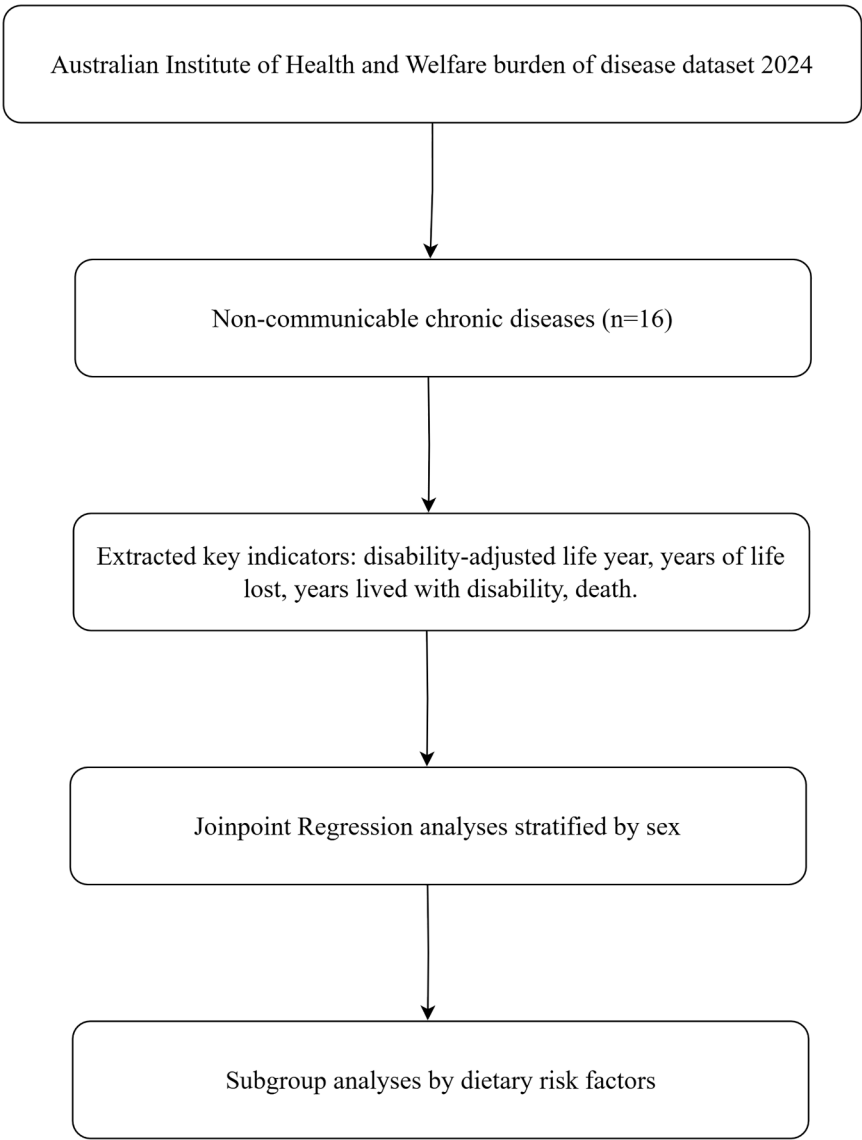 Australian Institute of Health and Welfare burden of disease dataset 2024
Non-communicable chronic diseases (n=16)
Extracted key indicators: disability-adjusted life year, years of life
lost, years lived with disability, death.
Joinpoint Regression analyses stratified by sex
Subgroup analyses by dietary risk factors